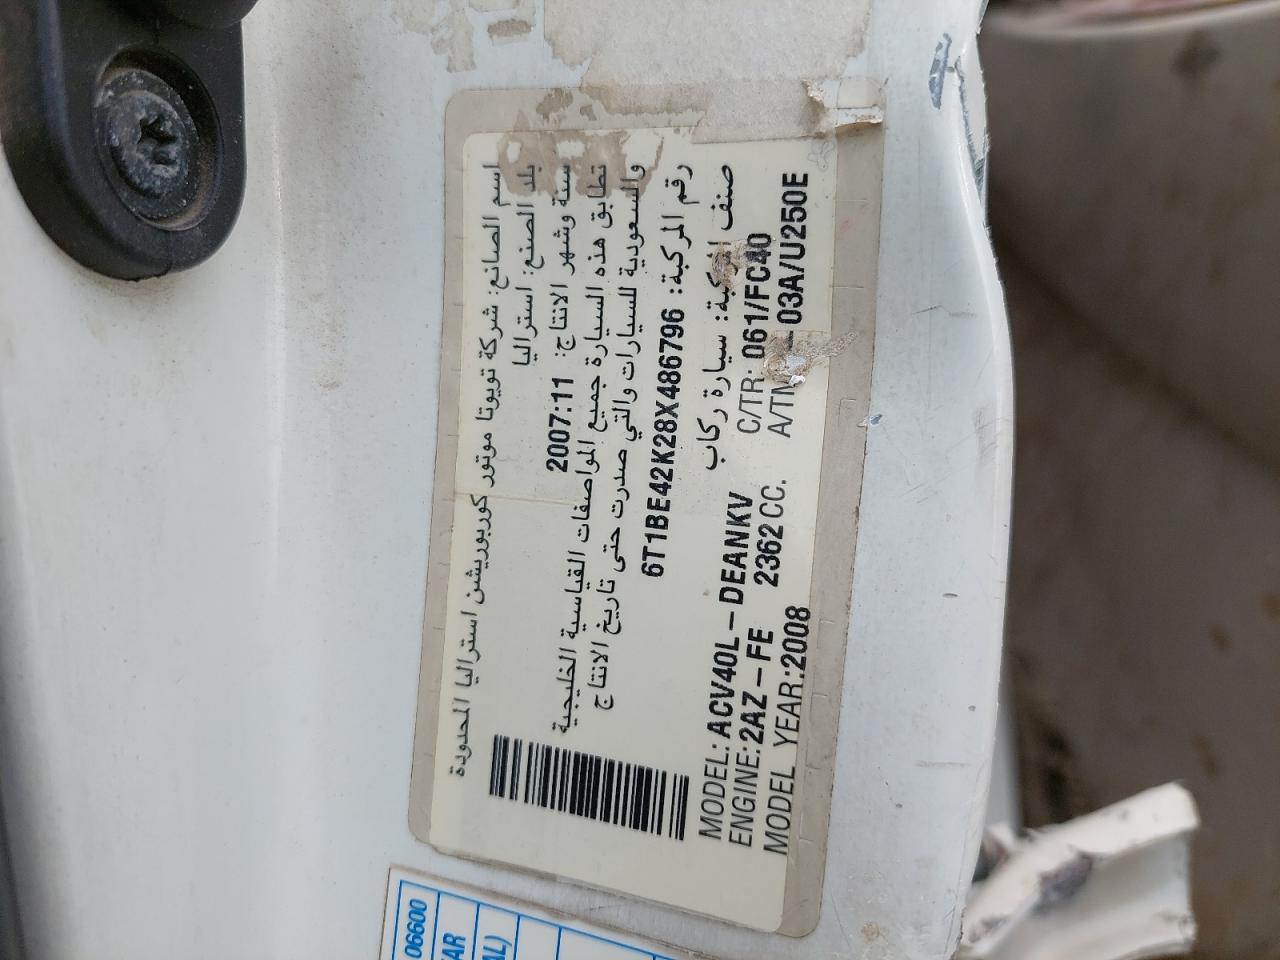 اسم الصانع: شركة تويوتا موتور كوربوريشن استراليا المحدودة
بلد الصنع: استراليا
سنة وشهر الانتاج: 2007:11
تطابق هذه السيارة جميع المواصفات القياسية الخليجية
والسعودية للسيارات والتي صدرت حتى تاريخ الانتاج
رقم المركبة: 6T1BE42K28X486796
صنف المركبة: سيارة ركاب
MODEL: ACV40L-DEANKV
ENGINE: 2AZ-FE 2362 CC. C/TR: 061/FC40
MODEL YEAR:2008 A/TM 03A/U250E
06600